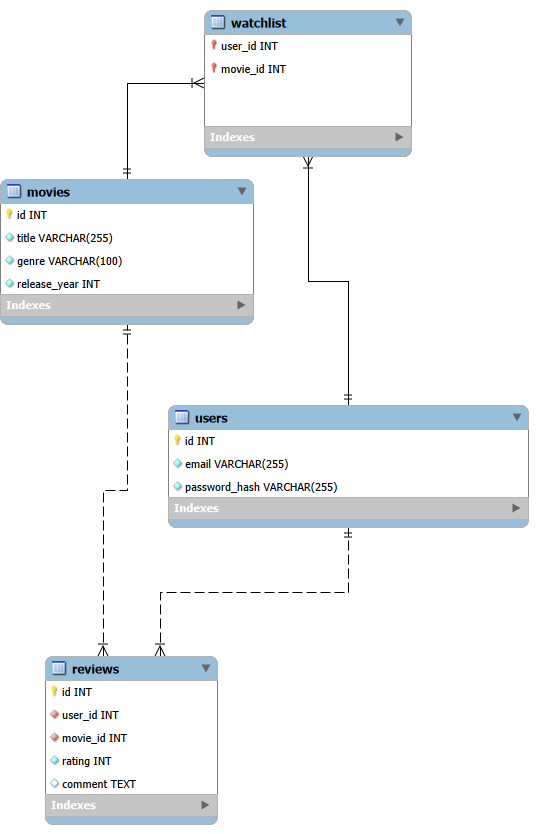 watchlist
user_id INT
movie_id INT
Indexes
movies
id INT
title VARCHAR(255)
genre VARCHAR(100)
release_year INT
Indexes
users
id INT
email VARCHAR(255)
password_hash VARCHAR(255)
Indexes
reviews
id INT
user_id INT
movie_id INT
rating INT
comment TEXT
Indexes